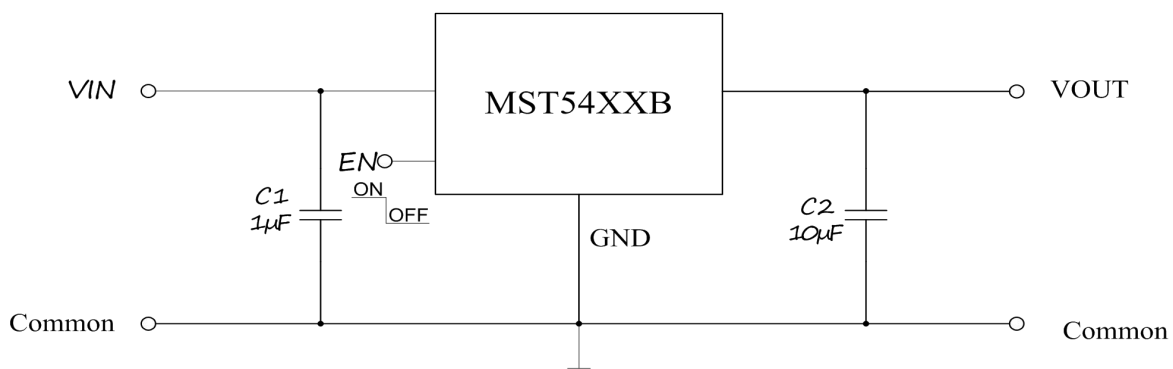 VIN
MST54XXB
VOUT
EN
ON
OFF
C1
1µF
GND
C2
10µF
Common
Common